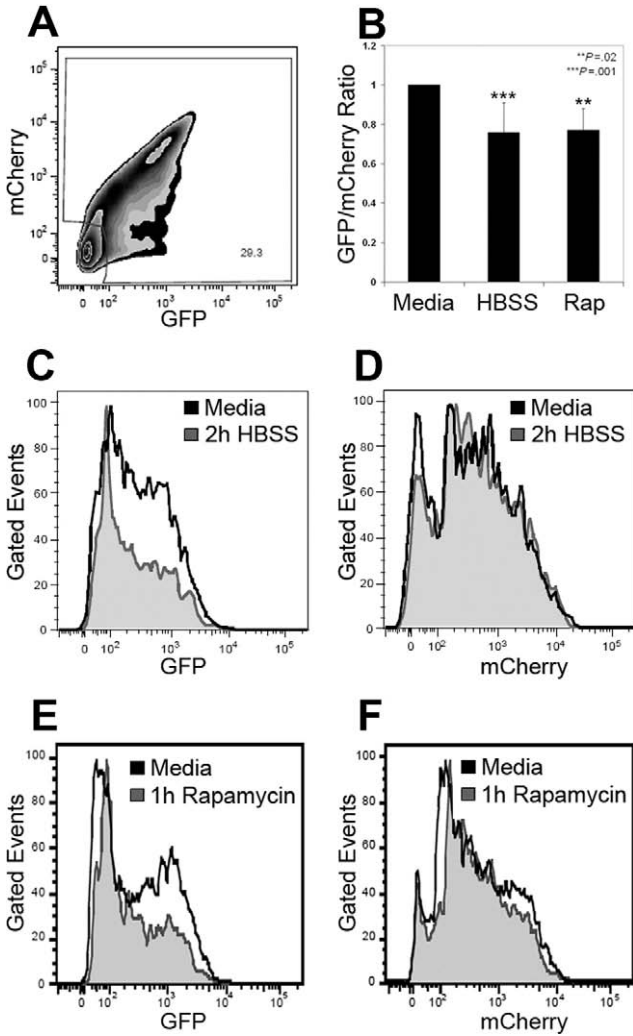 A
mCherry
10⁵
10⁴
10³
10²
0
29.3
0 10² 10³ 10⁴ 10⁵
GFP
B
GFP/mCherry Ratio
1.2
1
0.8
0.6
0.4
0.2
0
**P=.02
***P=.001
***
**
Media HBSS Rap
C
Gated Events
100
80
60
40
20
0
Media
2h HBSS
0 10² 10³ 10⁴ 10⁵
GFP
D
Gated Events
100
80
60
40
20
0
Media
2h HBSS
0 10² 10³ 10⁴ 10⁵
mCherry
E
Gated Events
100
80
60
40
20
0
Media
1h Rapamycin
0 10² 10³ 10⁴ 10⁵
GFP
F
Gated Events
100
80
60
40
20
0
Media
1h Rapamycin
0 10² 10³ 10⁴ 10⁵
mCherry